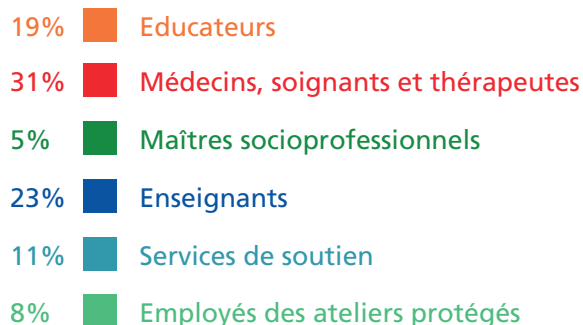 19% Educateurs
31% Médecins, soignants et thérapeutes
5% Maîtres socioprofessionnels
23% Enseignants
11% Services de soutien
8% Employés des ateliers protégés